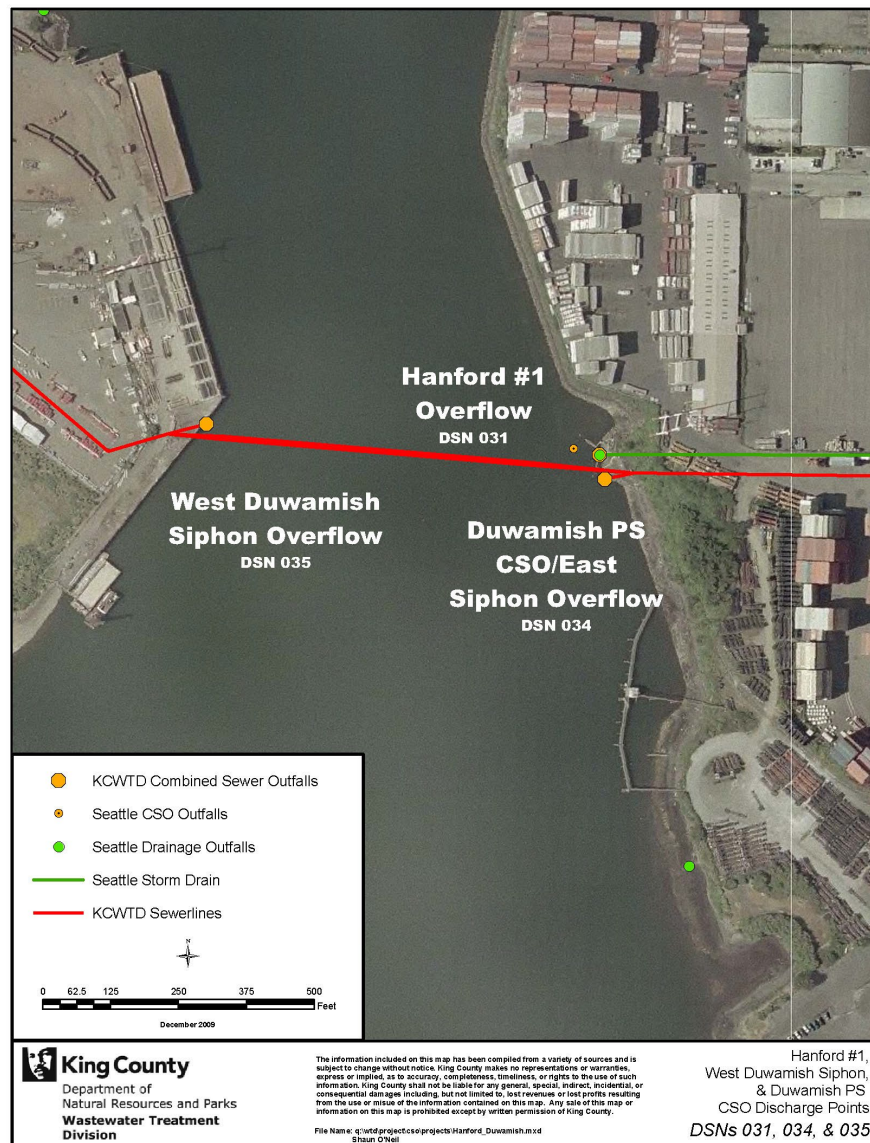 Hanford #1
Overflow
DSN 031
West Duwamish
Siphon Overflow
DSN 035
Duwamish PS
CSO/East
Siphon Overflow
DSN 034
KCWTD Combined Sewer Outfalls
Seattle CSO Outfalls
Seattle Drainage Outfalls
Seattle Storm Drain
KCWTD Sewerlines
N
0 62.5 125 250 375 500
Feet
December 2009
King County
Department of
Natural Resources and Parks
Wastewater Treatment
Division
The information included on this map has been compiled from a variety of sources and is
subject to change without notice. King County makes no representations or warranties,
express or implied, as to accuracy, completeness, timeliness, or rights to the use of such
information. King County shall not be liable for any general, special, indirect, incidental, or
consequential damages including, but not limited to, lost revenues or lost profits resulting
from the use or misue of the information contained on this map. Any sale of this map or
information on this map is prohibited except by written permission of King County.
File Name: q:\wtd\project\cso\projects\Hanford_Duwamish.mxd
Shaun O'Neil
Hanford #1,
West Duwamish Siphon,
& Duwamish PS
CSO Discharge Points
DSNs 031, 034, & 035